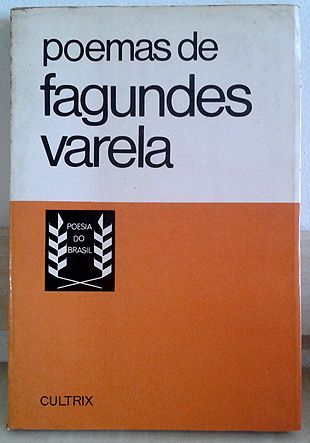 poemas de
fagundes
varela
POESIA
DO
BRASIL
CULTRIX